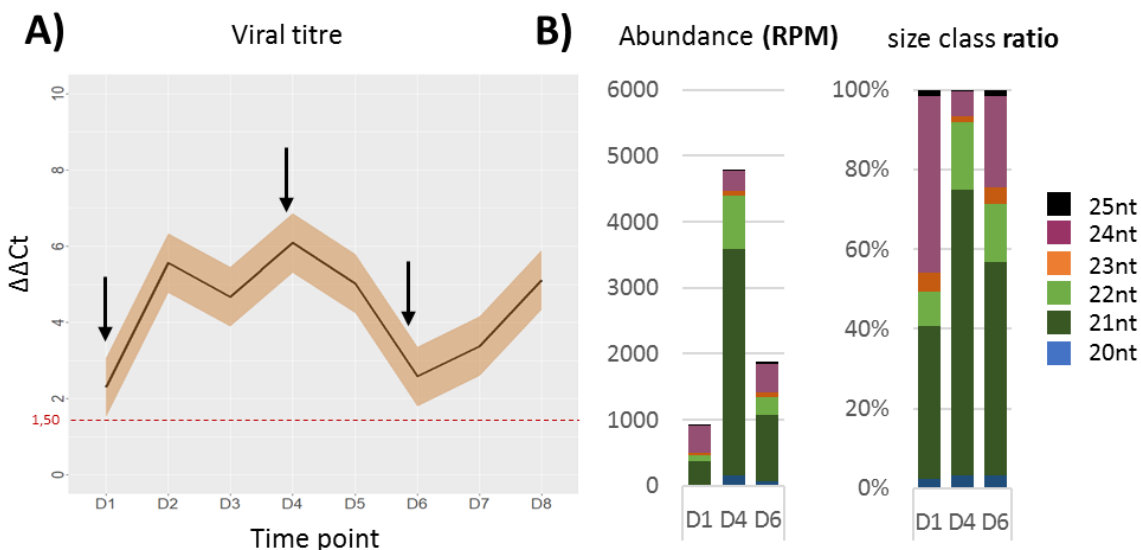 A)
Viral titre
ΔΔCt
10
8
6
4
2
1,50
0
D1 D2 D3 D4 D5 D6 D7 D8
Time point
B)
Abundance (RPM)
6000
5000
4000
3000
2000
1000
0
D1 D4 D6
size class ratio
100%
80%
60%
40%
20%
0%
D1 D4 D6
25nt
24nt
23nt
22nt
21nt
20nt